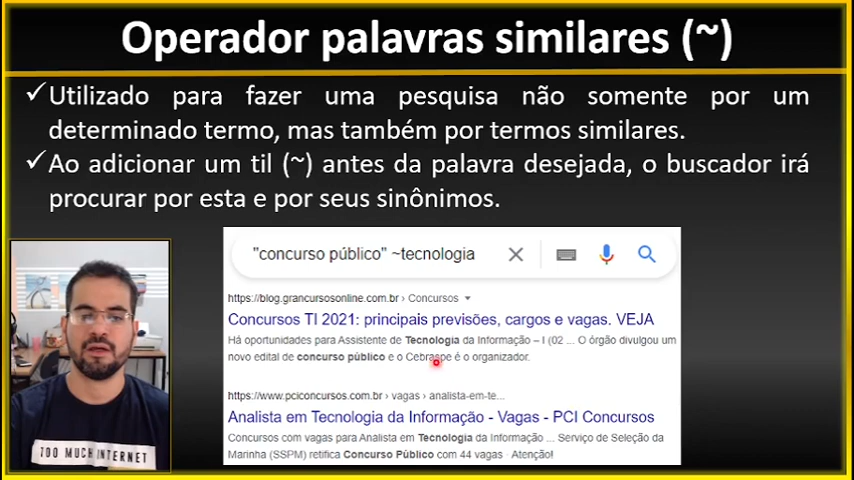 Operador palavras similares (~)
✓Utilizado para fazer uma pesquisa não somente por um
determinado termo, mas também por termos similares.
✓Ao adicionar um til (~) antes da palavra desejada, o buscador irá
procurar por esta e por seus sinônimos.
"concurso público" ~tecnologia
https://blog.grancursosonline.com.br › Concursos
Concursos TI 2021: principais previsões, cargos e vagas. VEJA
Há oportunidades para Assistente de Tecnologia da Informação – I (02 ... O órgão divulgou um
novo edital de concurso público e o Cebraspe é o organizador.
https://www.pciconcursos.com.br › vagas › analista-em-te...
Analista em Tecnologia da Informação - Vagas - PCI Concursos
Concursos com vagas para Analista em Tecnologia da Informação ... Serviço de Seleção da
Marinha (SSPM) retifica Concurso Público com 44 vagas · Atenção!
TOO MUCH INTERNET